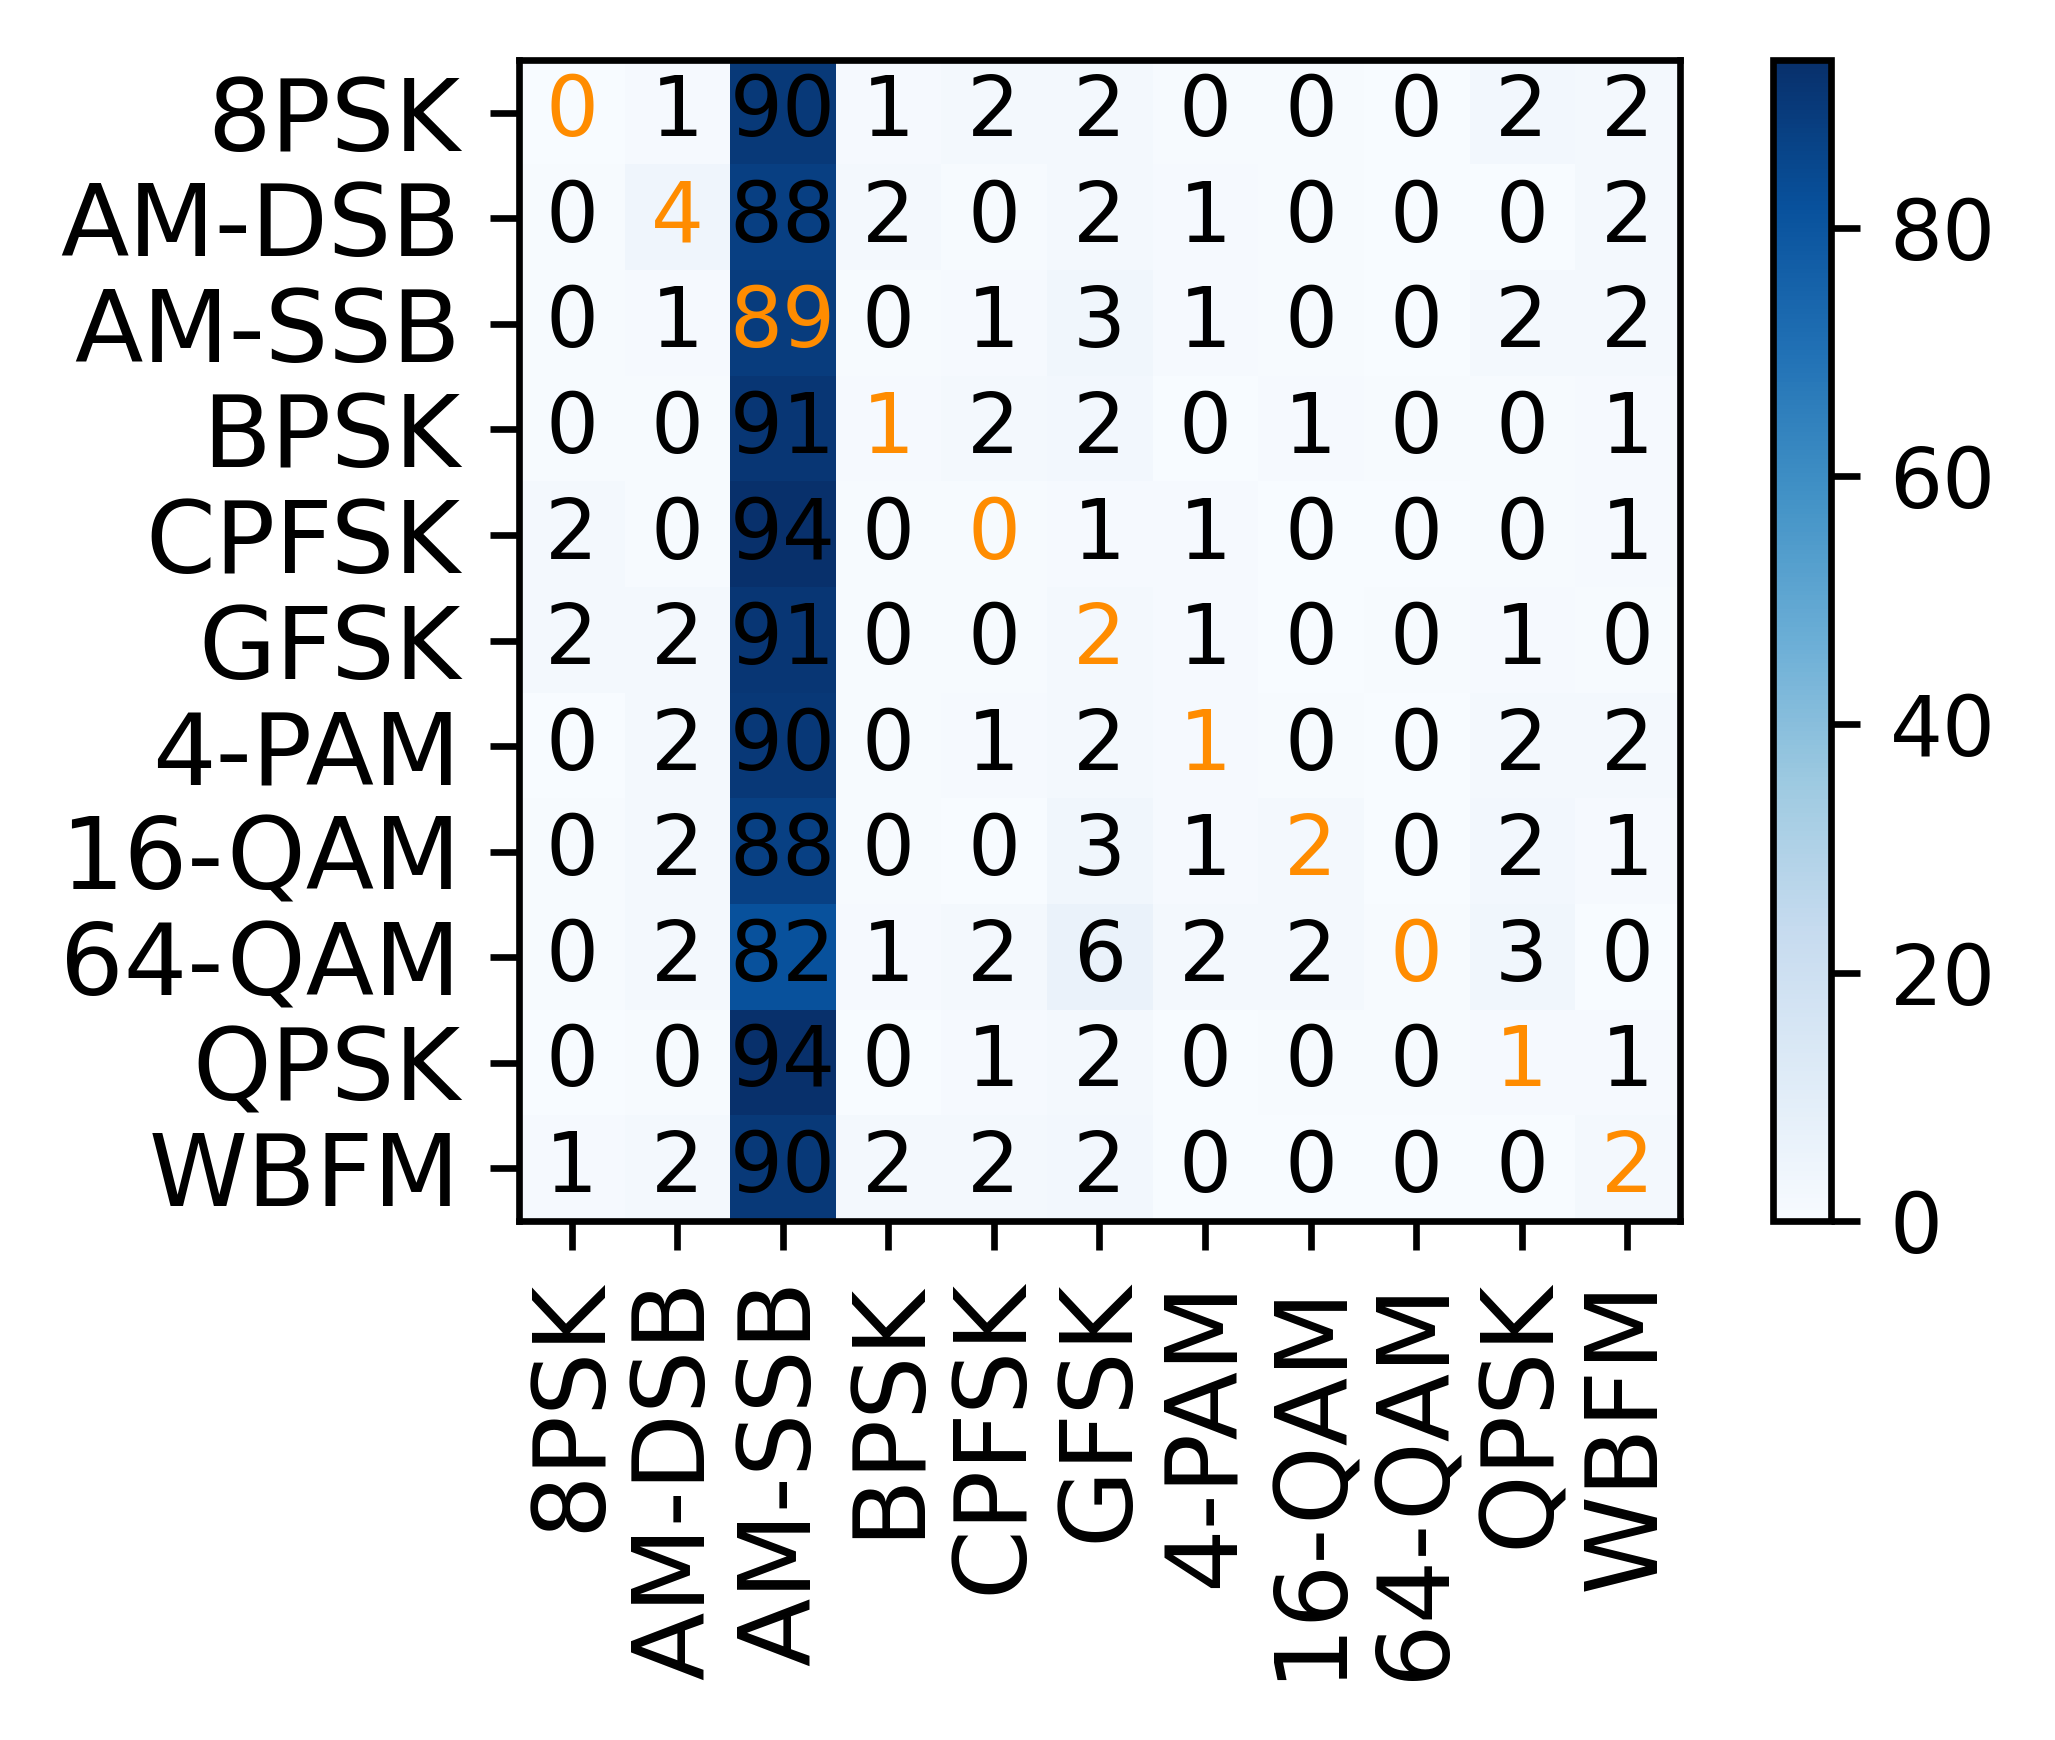 8PSK 0 1 90 1 2 2 0 0 0 2 2
AM-DSB 0 4 88 2 0 2 1 0 0 0 2 80
AM-SSB 0 1 89 0 1 3 1 0 0 2 2
BPSK 0 0 91 1 2 2 0 1 0 0 1 60
CPFSK 2 0 94 0 0 1 1 0 0 0 1
GFSK 2 2 91 0 0 2 1 0 0 1 0
4-PAM 0 2 90 0 1 2 1 0 0 2 2 40
16-QAM 0 2 88 0 0 3 1 2 0 2 1
64-QAM 0 2 82 1 2 6 2 2 0 3 0 20
QPSK 0 0 94 0 1 2 0 0 0 1 1
WBFM 1 2 90 2 2 2 0 0 0 0 2
0
8PSK
AM-DSB
AM-SSB
BPSK
CPFSK
GFSK
4-PAM
16-QAM
64-QAM
QPSK
WBFM